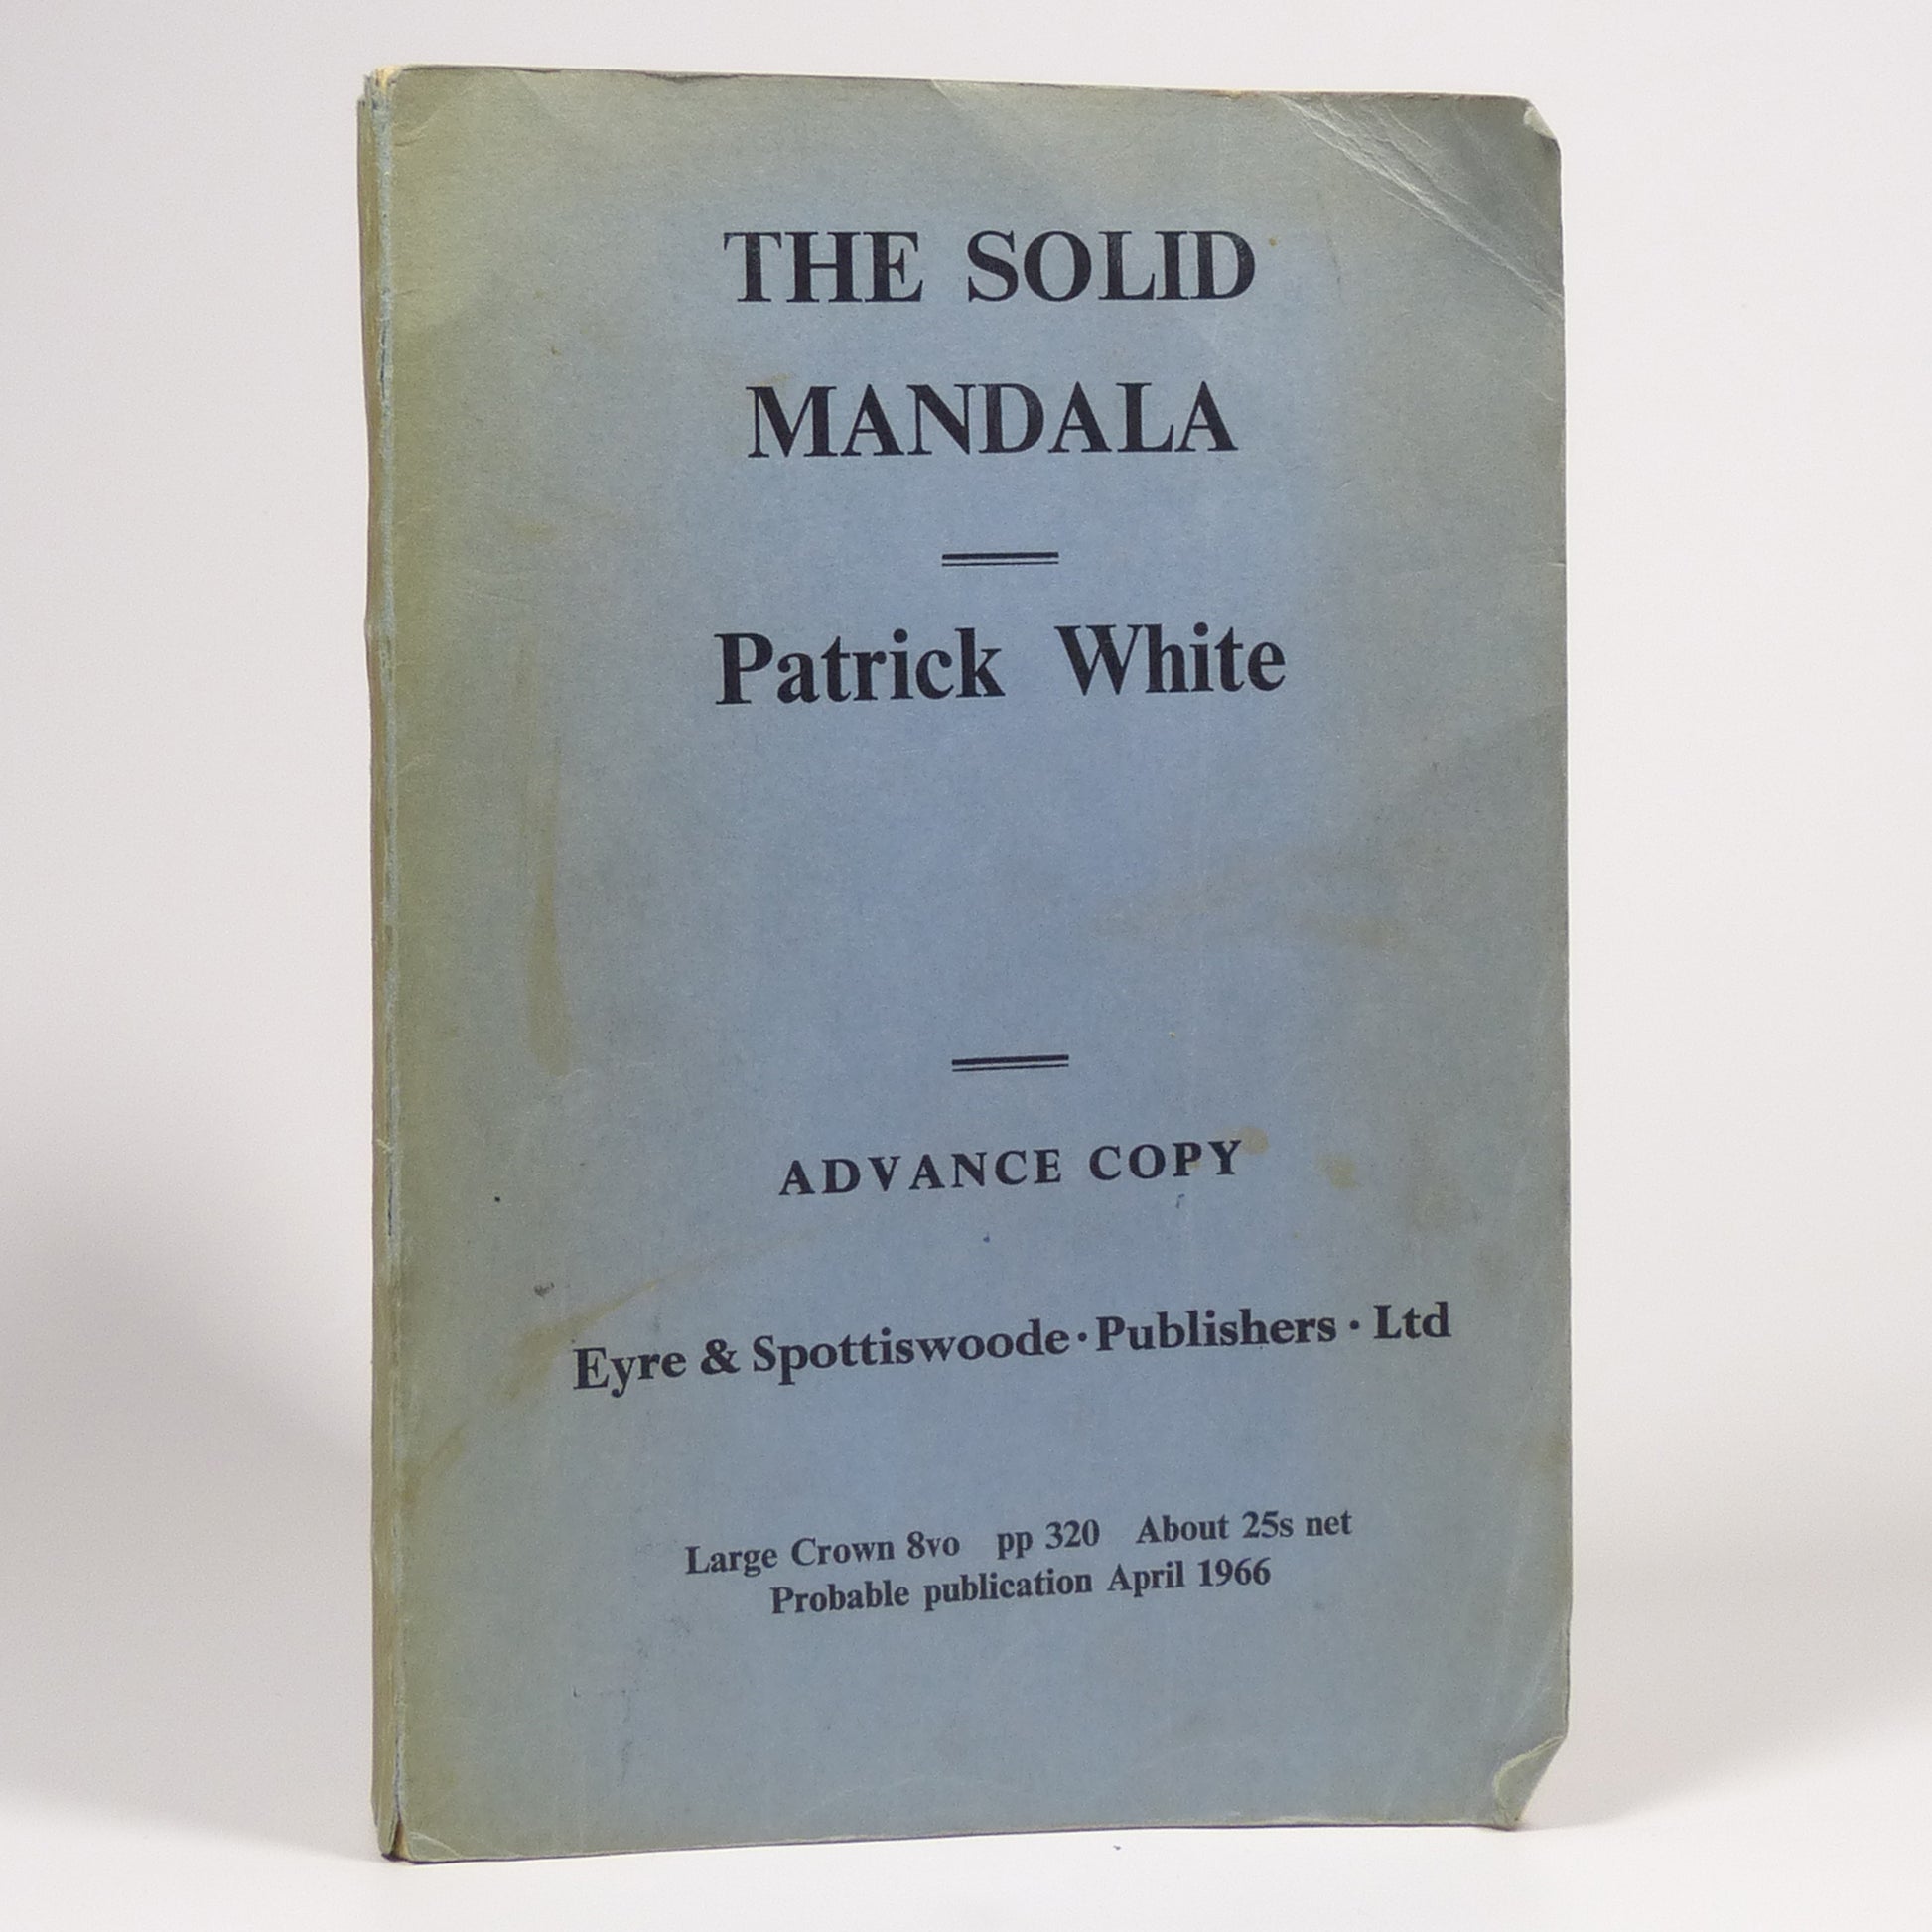 THE SOLID
MANDALA
Patrick White
ADVANCE COPY
Eyre & Spottiswoode · Publishers · Ltd
Large Crown 8vo pp 320 About 25s net
Probable publication April 1966